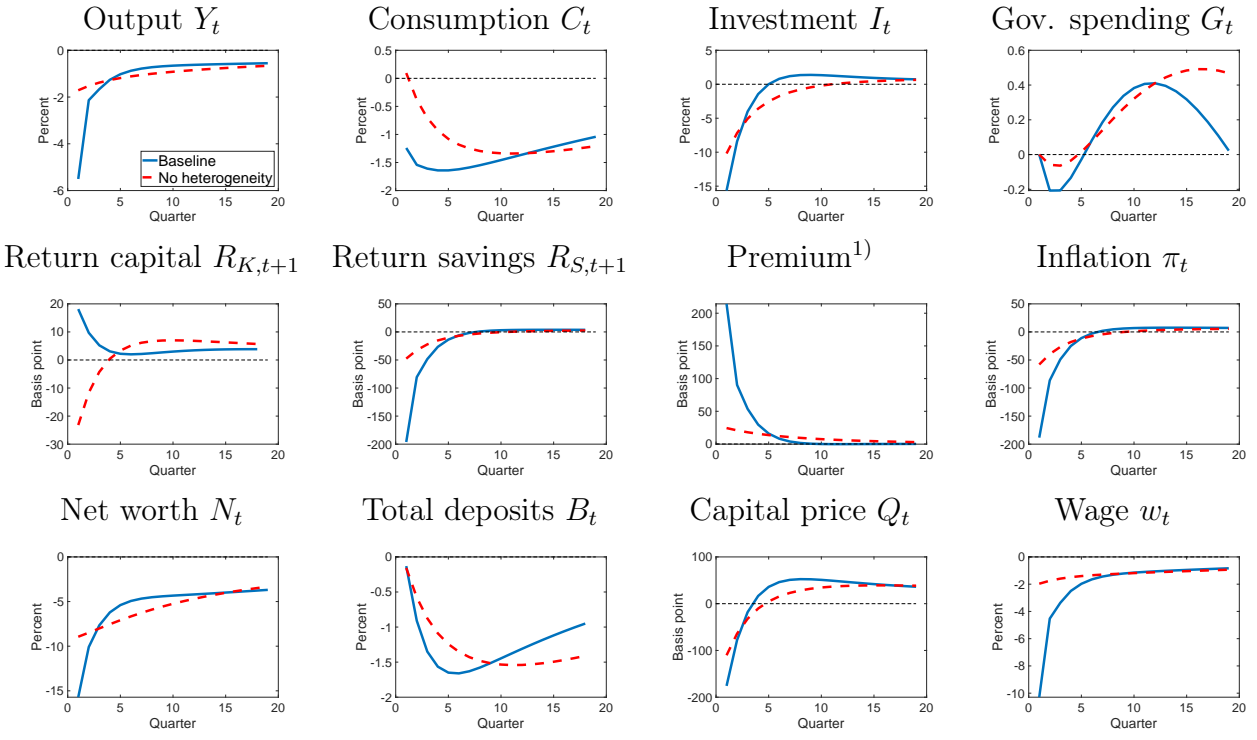 Output Y_t
Consumption C_t
Investment I_t
Gov. spending G_t
0
-2
-4
-6
Percent
Baseline
No heterogeneity
0 5 10 15 20
Quarter
0.5
0
-0.5
-1
-1.5
-2
Percent
0 5 10 15 20
Quarter
5
0
-5
-10
-15
Percent
0 5 10 15 20
Quarter
0.6
0.4
0.2
0
-0.2
Percent
0 5 10 15 20
Quarter
Return capital R_{K,t+1}
Return savings R_{S,t+1}
Premium¹⁾
Inflation π_t
20
10
0
-10
-20
-30
Basis point
0 5 10 15 20
Quarter
50
0
-50
-100
-150
-200
Basis point
0 5 10 15 20
Quarter
200
150
100
50
0
Basis point
0 5 10 15 20
Quarter
50
0
-50
-100
-150
-200
Basis point
0 5 10 15 20
Quarter
Net worth N_t
Total deposits B_t
Capital price Q_t
Wage w_t
0
-5
-10
-15
Percent
0 5 10 15 20
Quarter
0
-0.5
-1
-1.5
-2
Percent
0 5 10 15 20
Quarter
100
0
-100
-200
Basis point
0 5 10 15 20
Quarter
0
-2
-4
-6
-8
-10
Percent
0 5 10 15 20
Quarter